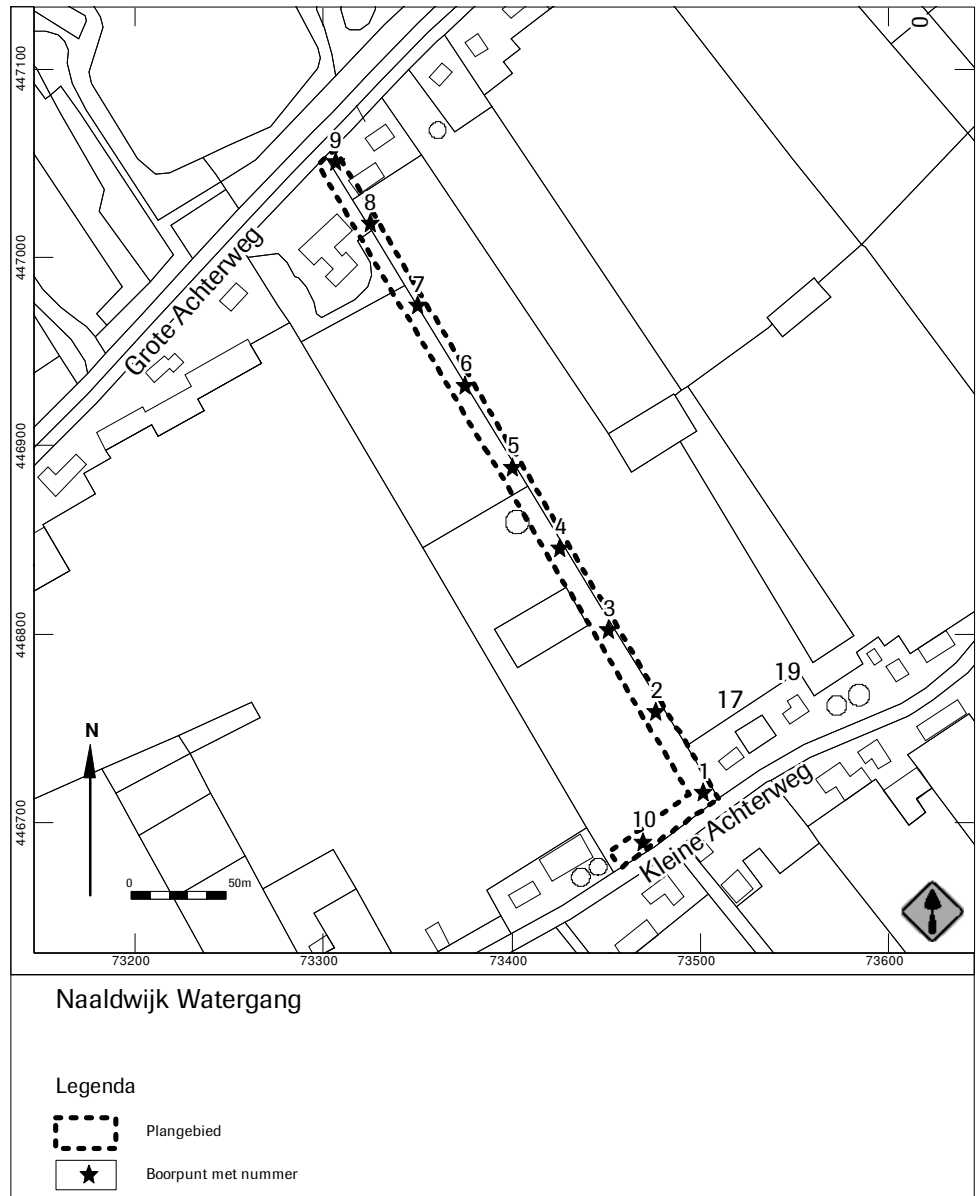 447100
0
9
8
447000
Grote Achterweg
7
6
446900
5
4
446800
3
19
2
17
N
1
446700
10
Kleine Achterweg
0 50m
73200 73300 73400 73500 73600
Naaldwijk Watergang
Legenda
Plangebied
Boorpunt met nummer